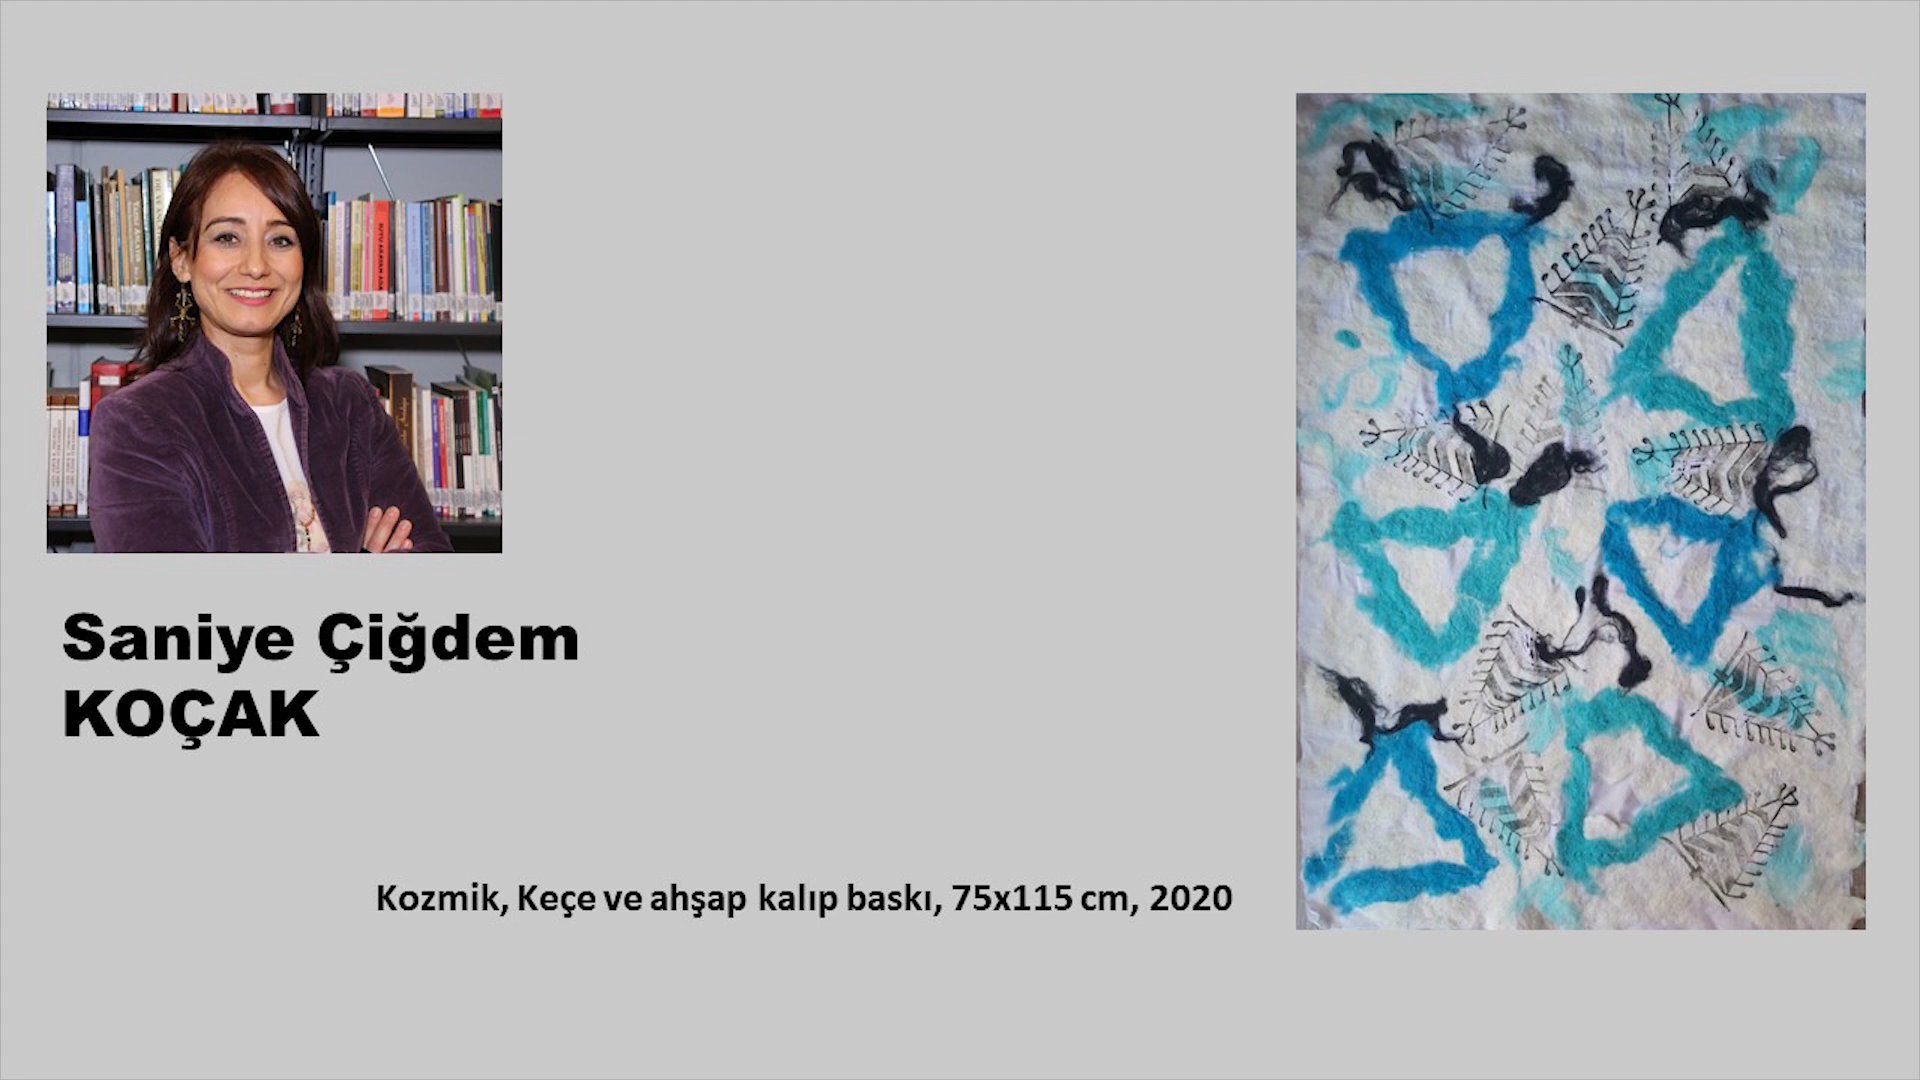 Saniye Çiğdem
KOÇAK
Kozmik, Keçe ve ahşap kalıp baskı, 75x115 cm, 2020